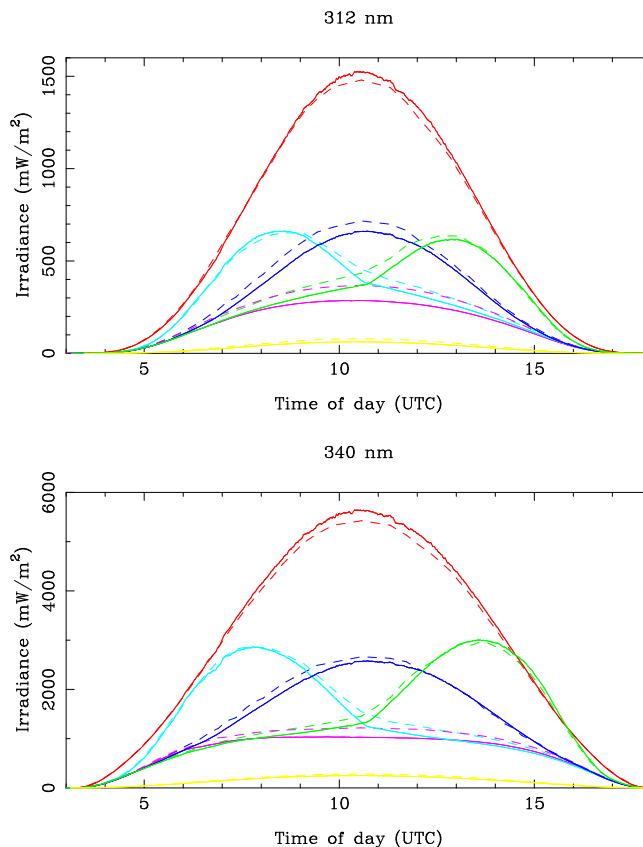 312 nm
1500
1000
500
0
Irradiance (mW/m²)
5 10 15
Time of day (UTC)
340 nm
6000
4000
2000
0
Irradiance (mW/m²)
5 10 15
Time of day (UTC)